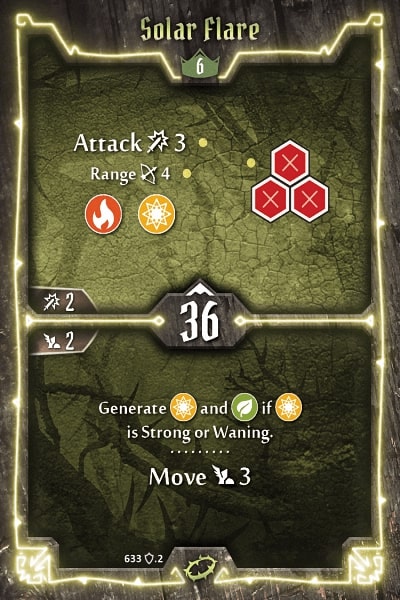 Solar Flare
6
Attack 3
Range 4
2
36
2
Generate and if
is Strong or Waning.
Move 3
633 .2